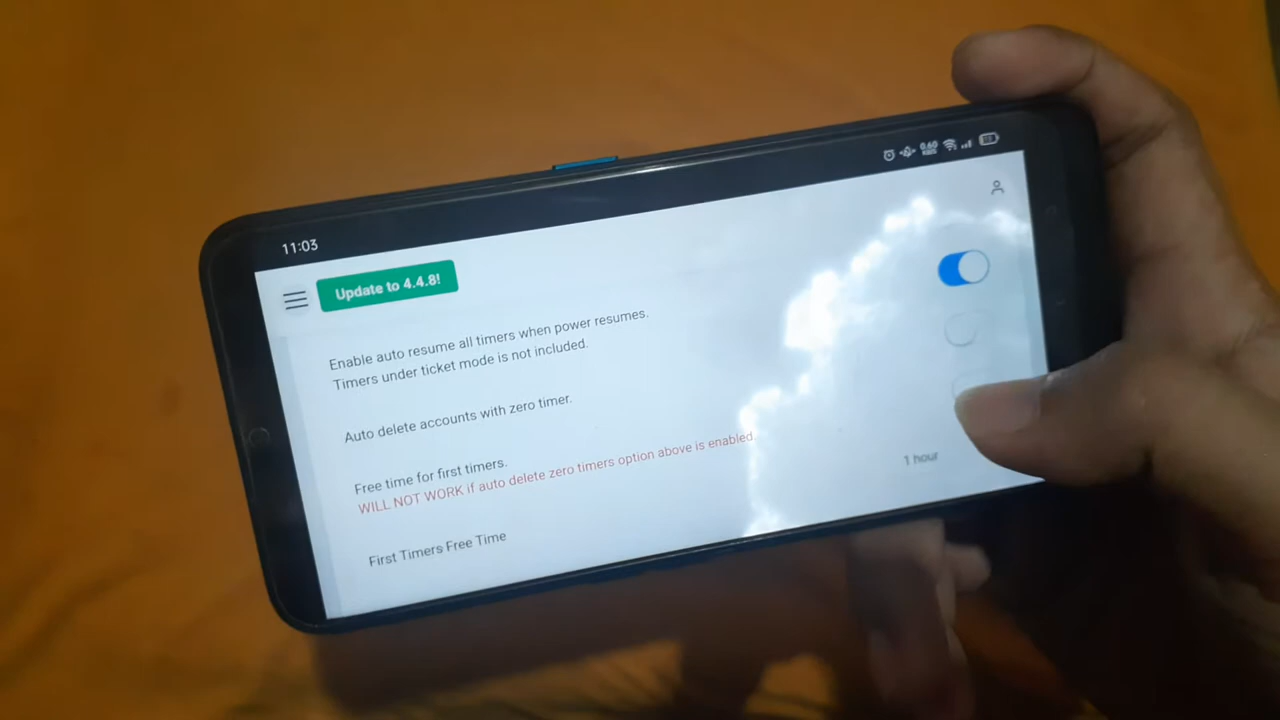 11:03
0.60
Update to 4.4.8!
Enable auto resume all timers when power resumes.
Timers under ticket mode is not included.
Auto delete accounts with zero timer.
Free time for first timers.
WILL NOT WORK if auto delete zero timers option above is enabled.
First Timers Free Time
1 hour